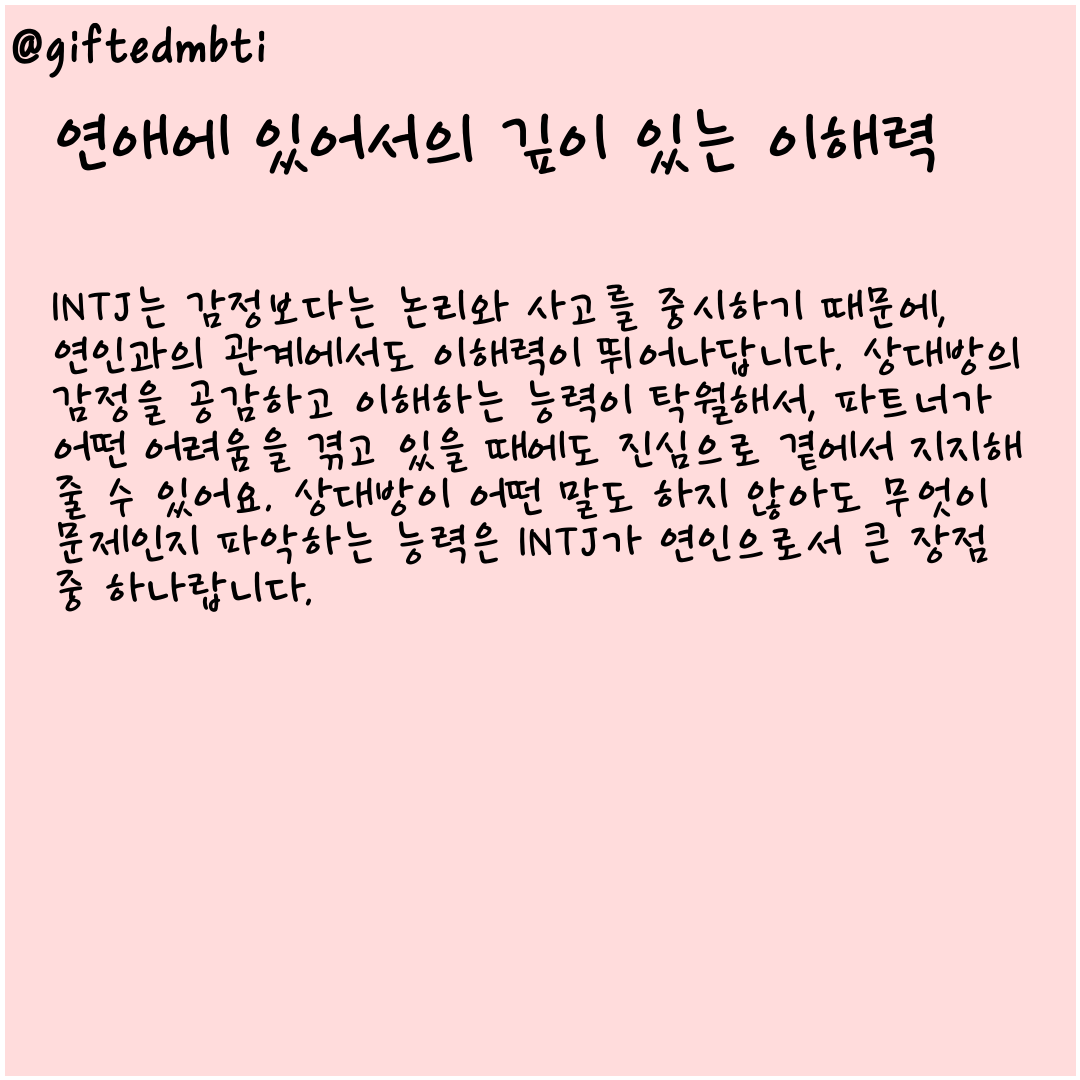 @giftedmbti
연애에 있어서의 깊이 있는 이해력
INTJ는 감정보다는 논리와 사고를 중시하기 때문에,
연인과의 관계에서도 이해력이 뛰어나답니다. 상대방의
감정을 공감하고 이해하는 능력이 탁월해서, 파트너가
어떤 어려움을 겪고 있을 때에도 진심으로 곁에서 지지해
줄 수 있어요. 상대방이 어떤 말도 하지 않아도 무엇이
문제인지 파악하는 능력은 INTJ가 연인으로서 큰 장점
중 하나랍니다.